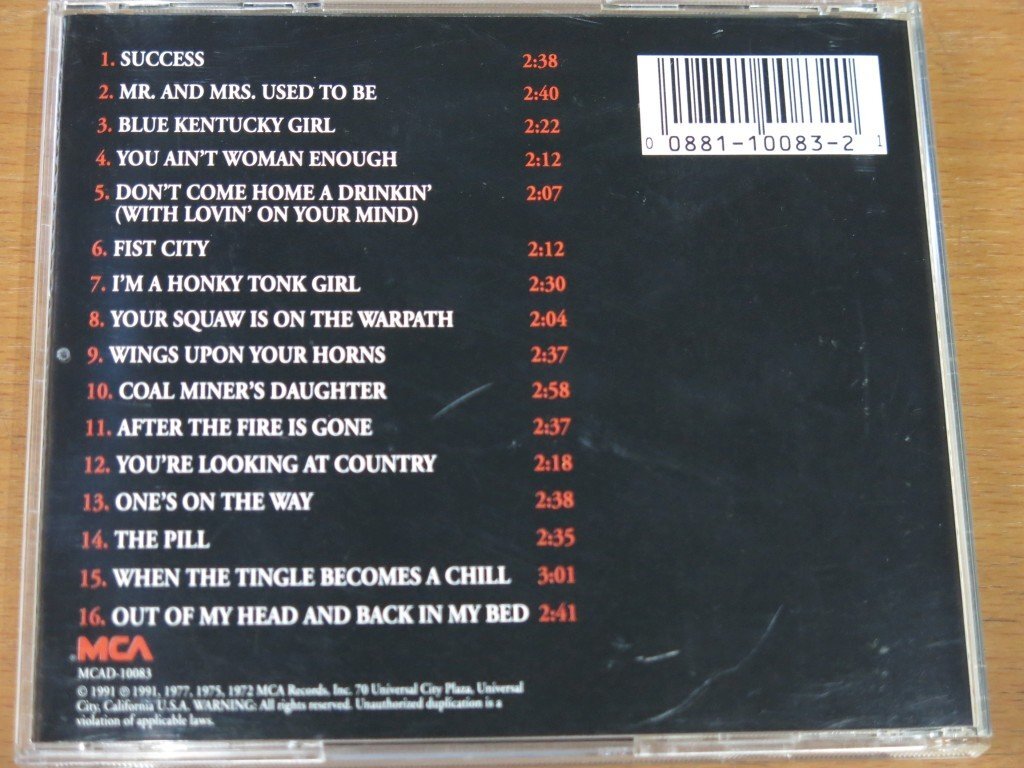 1. SUCCESS 2:38
2. MR. AND MRS. USED TO BE 2:40
3. BLUE KENTUCKY GIRL 2:22
4. YOU AIN'T WOMAN ENOUGH 2:12
5. DON'T COME HOME A DRINKIN' 2:07
(WITH LOVIN' ON YOUR MIND)
6. FIST CITY 2:12
7. I'M A HONKY TONK GIRL 2:30
8. YOUR SQUAW IS ON THE WARPATH 2:04
9. WINGS UPON YOUR HORNS 2:37
10. COAL MINER'S DAUGHTER 2:58
11. AFTER THE FIRE IS GONE 2:37
12. YOU'RE LOOKING AT COUNTRY 2:18
13. ONE'S ON THE WAY 2:38
14. THE PILL 2:35
15. WHEN THE TINGLE BECOMES A CHILL 3:01
16. OUT OF MY HEAD AND BACK IN MY BED 2:41
0 0881-10083-2 1
MCA
MCAD-10083
© 1991 ℗ 1991, 1977, 1975, 1972 MCA Records, Inc. 70 Universal City Plaza, Universal
City, California U.S.A. WARNING: All rights reserved. Unauthorized duplication is a
violation of applicable laws.